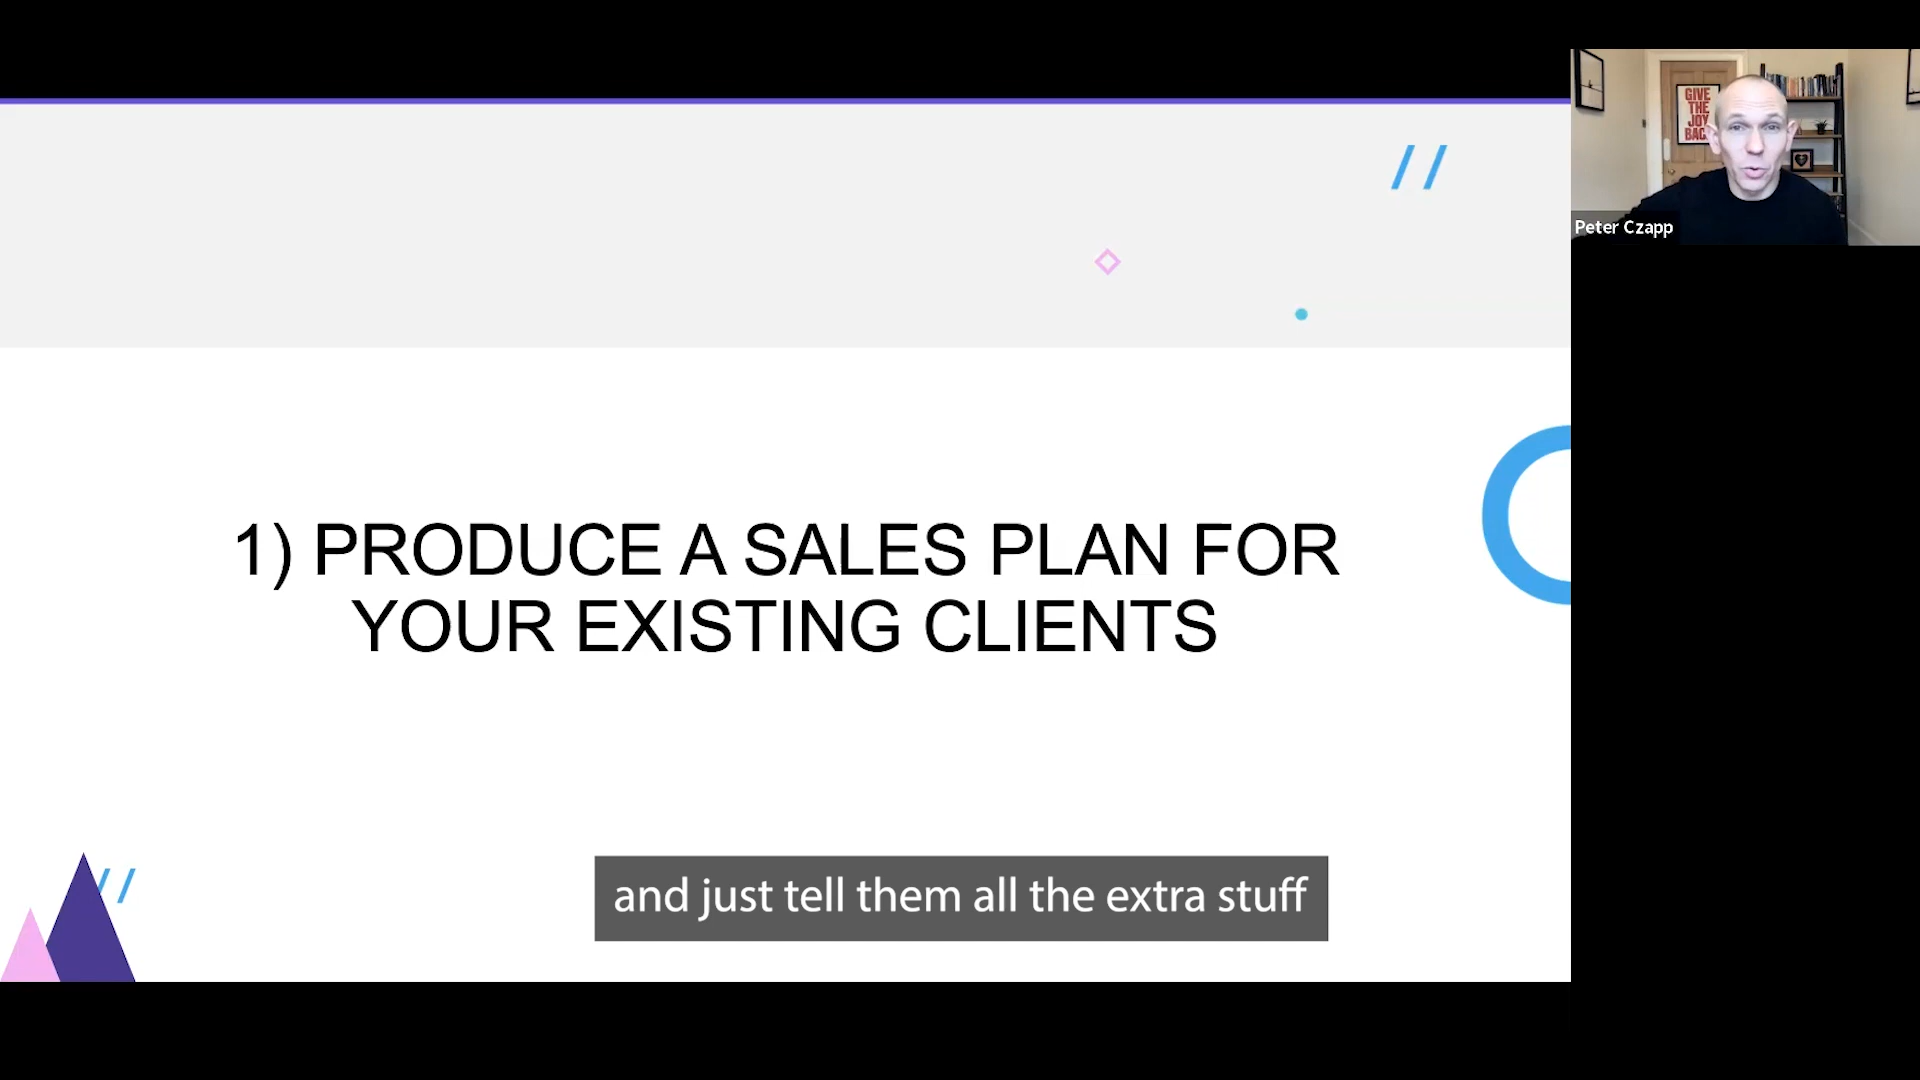 GIVE
THE
JOY
BAC
Peter Czapp
1) PRODUCE A SALES PLAN FOR
YOUR EXISTING CLIENTS
and just tell them all the extra stuff